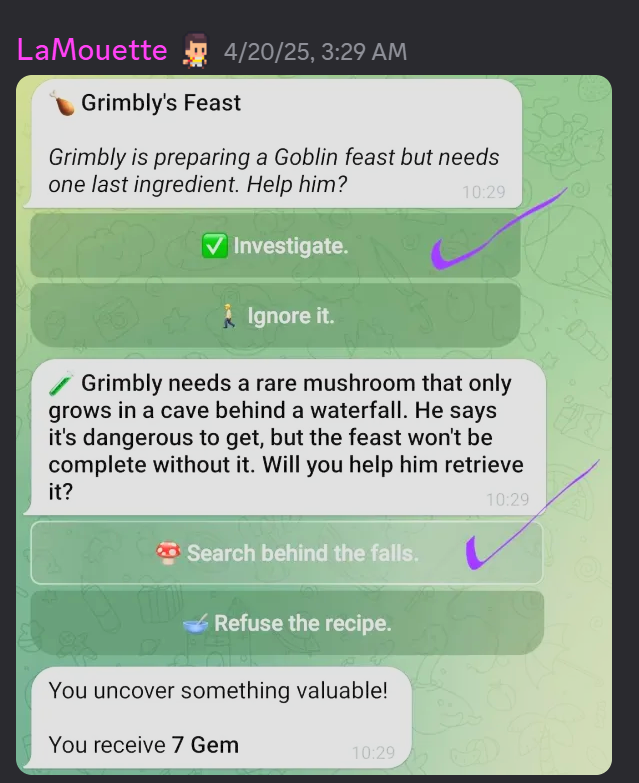 LaMouette 4/20/25, 3:29 AM
🍗 Grimbly's Feast
Grimbly is preparing a Goblin feast but needs
one last ingredient. Help him?
10:29
✅ Investigate.
🚶 Ignore it.
🧪 Grimbly needs a rare mushroom that only
grows in a cave behind a waterfall. He says
it's dangerous to get, but the feast won't be
complete without it. Will you help him retrieve
it?
10:29
🍄 Search behind the falls.
🥣 Refuse the recipe.
You uncover something valuable!
You receive 7 Gem
10:29